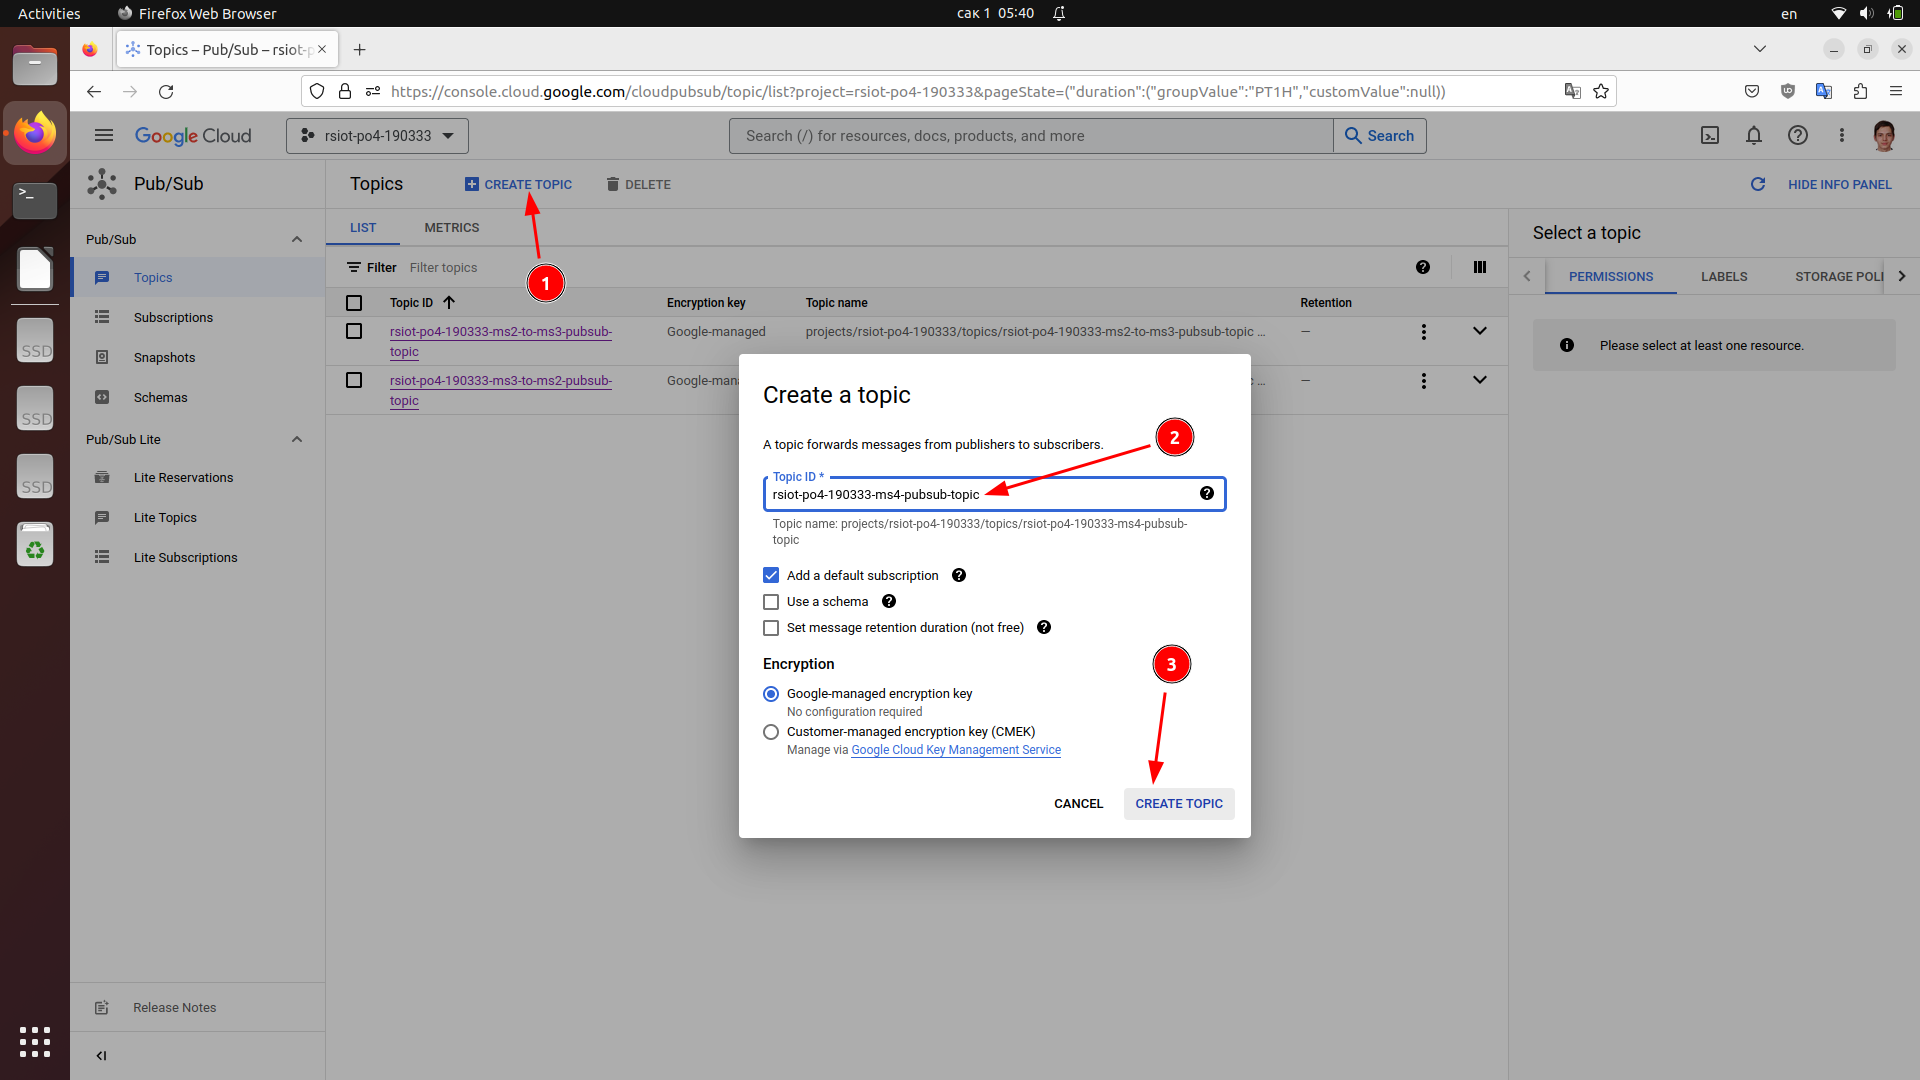 Activities
Firefox Web Browser
сак 1 05:40
en
Topics – Pub/Sub – rsiot-p
https://console.cloud.google.com/cloudpubsub/topic/list?project=rsiot-po4-190333&pageState=("duration":("groupValue":"PT1H","customValue":null))
Google Cloud
rsiot-po4-190333
Search (/) for resources, docs, products, and more
Search
Pub/Sub
Topics
CREATE TOPIC
DELETE
HIDE INFO PANEL
Pub/Sub
Topics
Subscriptions
Snapshots
Schemas
Pub/Sub Lite
Lite Reservations
Lite Topics
Lite Subscriptions
Release Notes
SSD
SSD
SSD
LIST
METRICS
Filter
Filter topics
1
Topic ID
Encryption key
Topic name
Retention
rsiot-po4-190333-ms2-to-ms3-pubsub-
topic
Google-managed
projects/rsiot-po4-190333/topics/rsiot-po4-190333-ms2-to-ms3-pubsub-topic ...
–
rsiot-po4-190333-ms3-to-ms2-pubsub-
topic
Google-man
...
–
Select a topic
PERMISSIONS
LABELS
STORAGE POLI
Please select at least one resource.
Create a topic
A topic forwards messages from publishers to subscribers.
2
Topic ID *
rsiot-po4-190333-ms4-pubsub-topic
Topic name: projects/rsiot-po4-190333/topics/rsiot-po4-190333-ms4-pubsub-
topic
Add a default subscription
Use a schema
Set message retention duration (not free)
Encryption
3
Google-managed encryption key
No configuration required
Customer-managed encryption key (CMEK)
Manage via Google Cloud Key Management Service
CANCEL
CREATE TOPIC